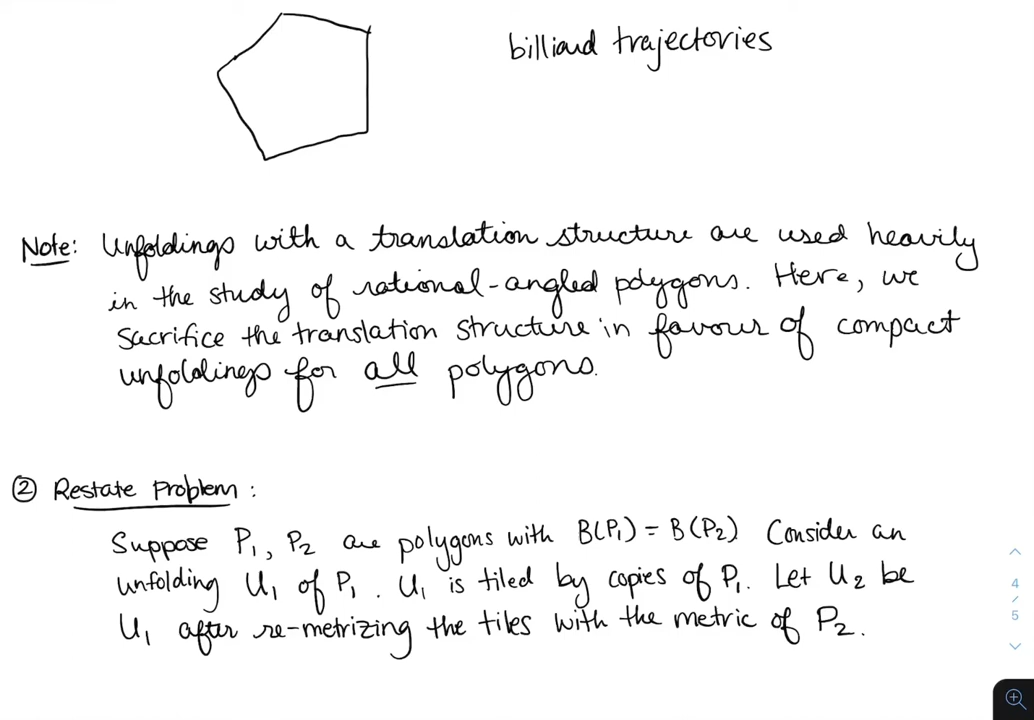 billiard trajectories
Note: Unfoldings with a translation structure are used heavily
in the study of rational-angled polygons. Here, we
sacrifice the translation structure in favour of compact
unfoldings for all polygons.
② Restate Problem:
Suppose P₁, P₂ are polygons with B(P₁) = B(P₂) Consider an
unfolding U₁ of P₁. U₁ is tiled by copies of P₁. Let U₂ be
U₁ after re-metrizing the tiles with the metric of P₂.
4
/
5